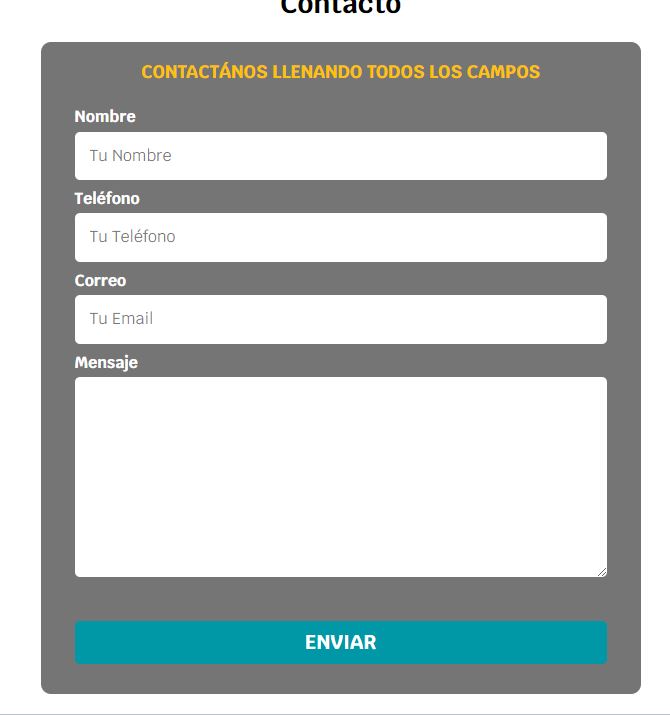 Contacto
CONTACTÁNOS LLENANDO TODOS LOS CAMPOS
Nombre
Tu Nombre
Teléfono
Tu Teléfono
Correo
Tu Email
Mensaje
ENVIAR